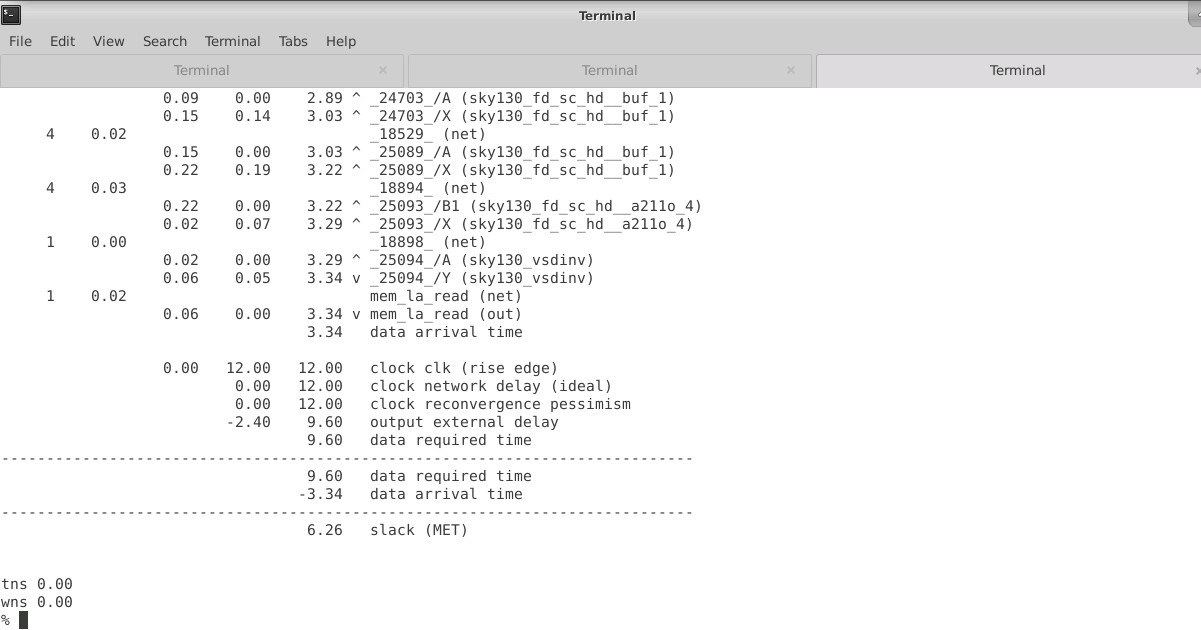 Terminal
File Edit View Search Terminal Tabs Help
Terminal × Terminal × Terminal ×
0.09 0.00 2.89 ^ _24703_/A (sky130_fd_sc_hd__buf_1)
0.15 0.14 3.03 ^ _24703_/X (sky130_fd_sc_hd__buf_1)
4 0.02 _18529_ (net)
0.15 0.00 3.03 ^ _25089_/A (sky130_fd_sc_hd__buf_1)
0.22 0.19 3.22 ^ _25089_/X (sky130_fd_sc_hd__buf_1)
4 0.03 _18894_ (net)
0.22 0.00 3.22 ^ _25093_/B1 (sky130_fd_sc_hd__a211o_4)
0.02 0.07 3.29 ^ _25093_/X (sky130_fd_sc_hd__a211o_4)
1 0.00 _18898_ (net)
0.02 0.00 3.29 ^ _25094_/A (sky130_vsdinv)
0.06 0.05 3.34 v _25094_/Y (sky130_vsdinv)
1 0.02 mem_la_read (net)
0.06 0.00 3.34 v mem_la_read (out)
3.34 data arrival time
0.00 12.00 12.00 clock clk (rise edge)
0.00 12.00 clock network delay (ideal)
0.00 12.00 clock reconvergence pessimism
-2.40 9.60 output external delay
9.60 data required time
-----------------------------------------------------------------------------
9.60 data required time
-3.34 data arrival time
-----------------------------------------------------------------------------
6.26 slack (MET)
tns 0.00
wns 0.00
%